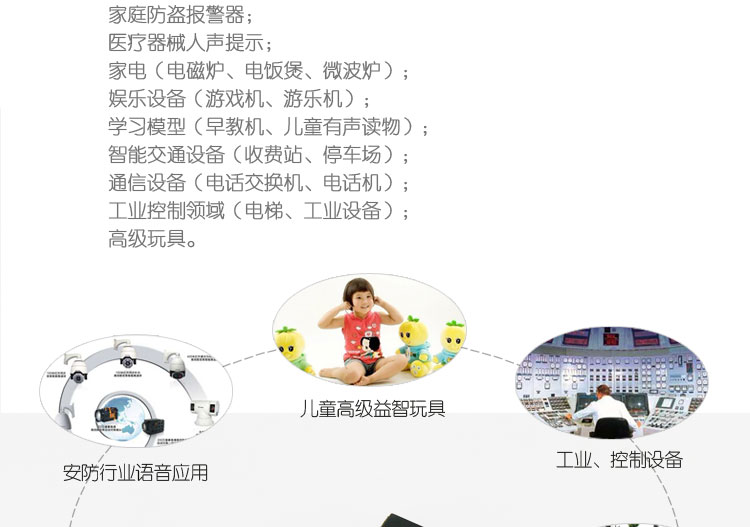 家庭防盗报警器；
医疗器械人声提示；
家电（电磁炉、电饭煲、微波炉）；
娱乐设备（游戏机、游乐机）；
学习模型（早教机、儿童有声读物）；
智能交通设备（收费站、停车场）；
通信设备（电话交换机、电话机）；
工业控制领域（电梯、工业设备）；
高级玩具。
儿童高级益智玩具
工业、控制设备
安防行业语音应用